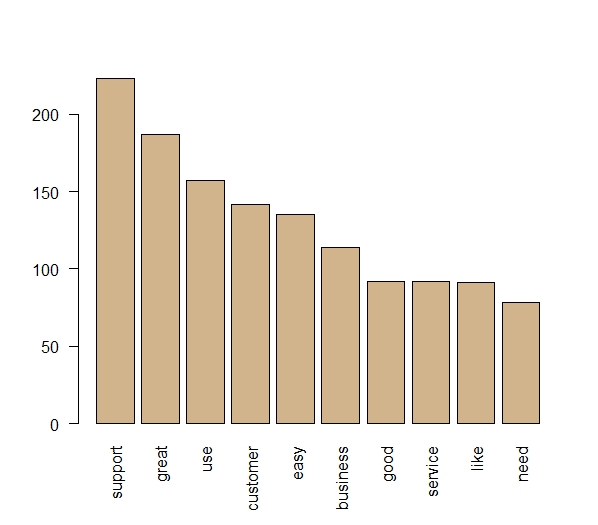 200
150
100
50
0
support
great
use
customer
easy
business
good
service
like
need